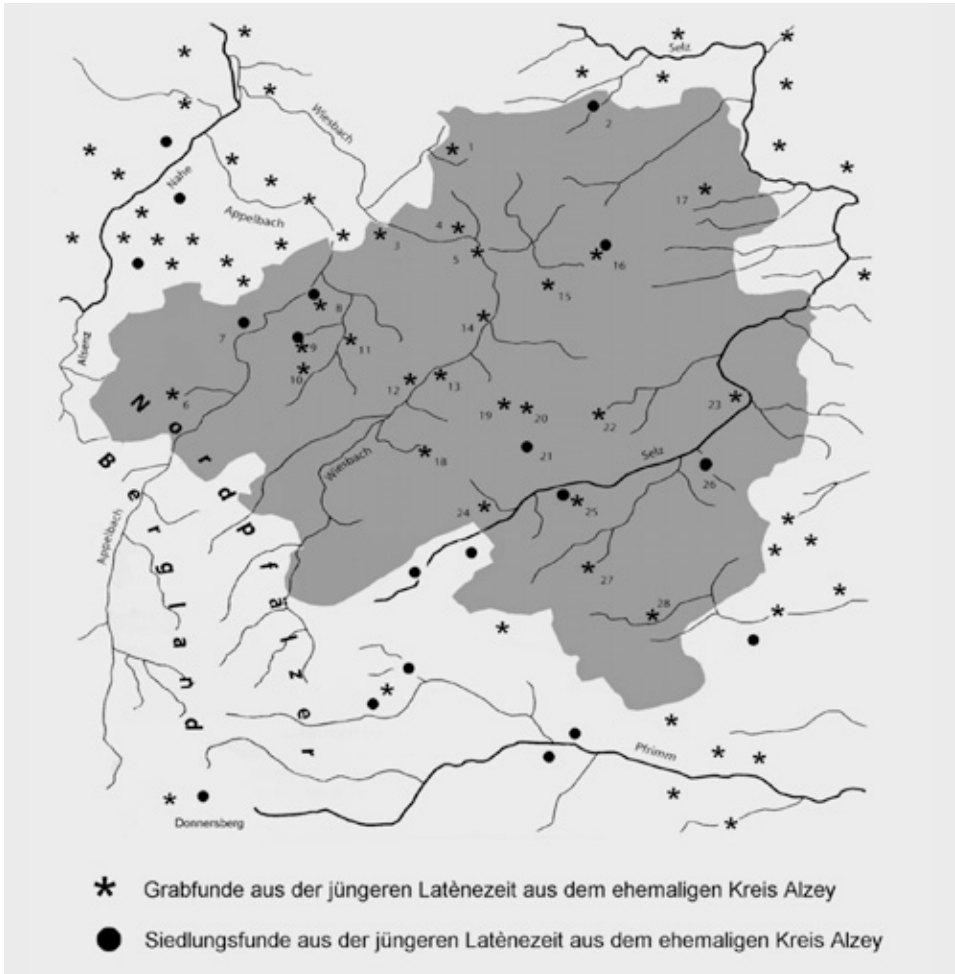 Selz
2
Wiesbach
1
Nahe
17
Appelbach
4
3
5
16
15
8
7
14
9
11
Alsenz
10
12
13
6
19
20
22
23
Nordpfälzer
Bergland
18
21
Wiesbach
Selz
26
24
25
Appelbach
27
28
Pfrimm
Donnersberg
* Grabfunde aus der jüngeren Latènezeit aus dem ehemaligen Kreis Alzey
● Siedlungsfunde aus der jüngeren Latènezeit aus dem ehemaligen Kreis Alzey